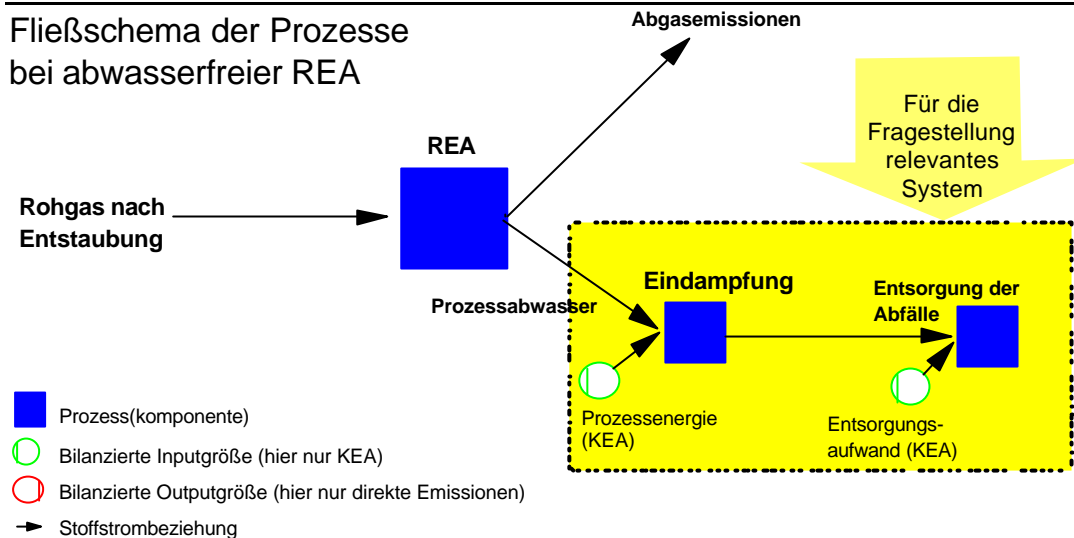 Fließschema der Prozesse
bei abwasserfreier REA
Abgasemissionen
Für die
Fragestellung
relevantes
System
REA
Rohgas nach
Entstaubung
Prozessabwasser
Eindampfung
Entsorgung der
Abfälle
Prozessenergie
(KEA)
Entsorgungs-
aufwand (KEA)
Prozess(komponente)
Bilanzierte Inputgröße (hier nur KEA)
Bilanzierte Outputgröße (hier nur direkte Emissionen)
Stoffstrombeziehung